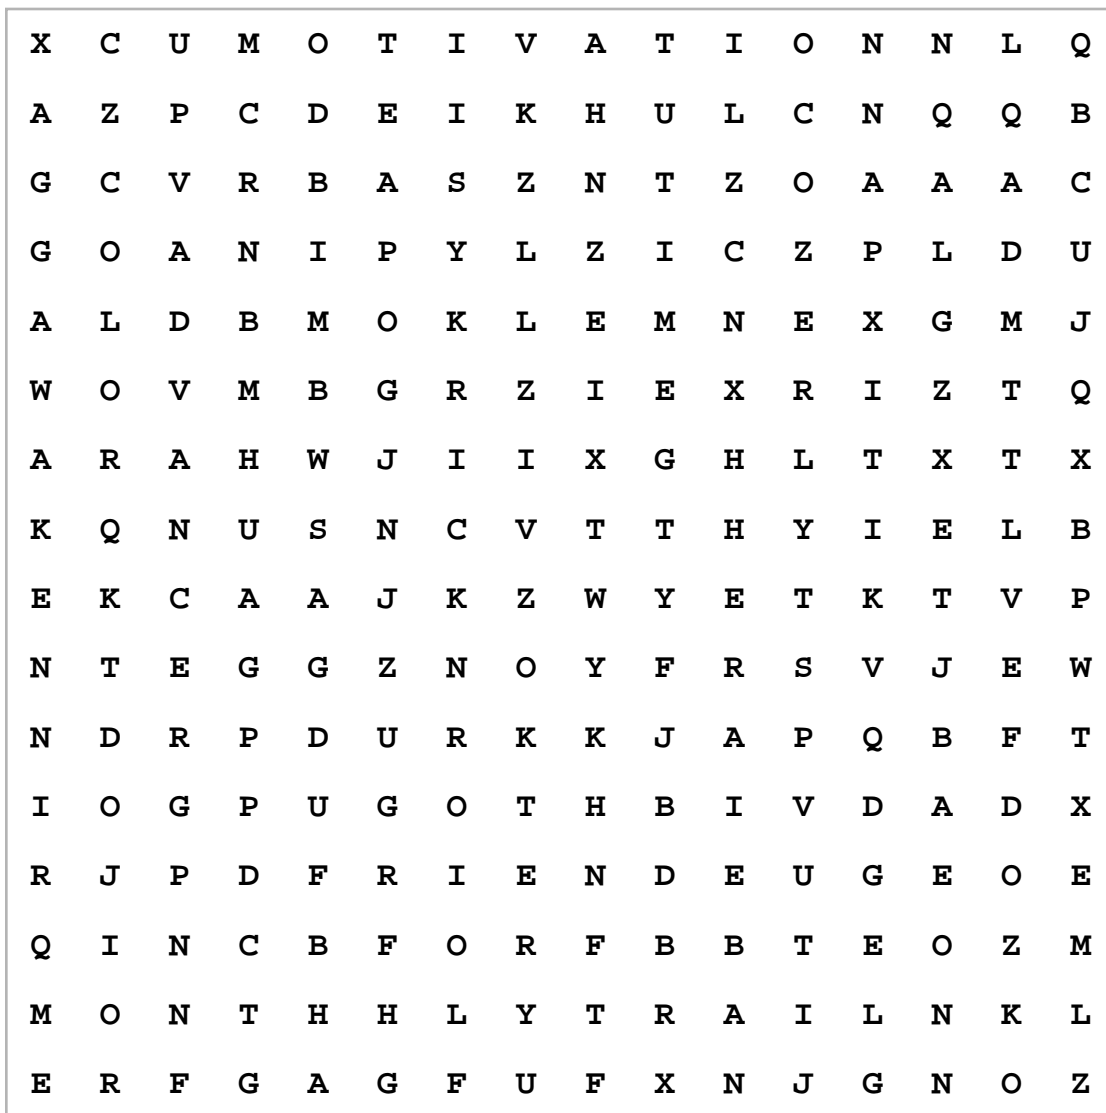 X C U M O T I V A T I O N N L Q
A Z P C D E I K H U L C N Q Q B
G C V R B A S Z N T Z O A A A C
G O A N I P Y L Z I C Z P L D U
A L D B M O K L E M N E X G M J
W O V M B G R Z I E X R I Z T Q
A R A H W J I I X G H L T X T X
K Q N U S N C V T T H Y I E L B
E K C A A J K Z W Y E T K T V P
N T E G G Z N O Y F R S V J E W
N D R P D U R K K J A P Q B F T
I O G P U G O T H B I V D A D X
R J P D F R I E N D E U G E O E
Q I N C B F O R F B B T E O Z M
M O N T H H L Y T R A I L N K L
E R F G A G F U F X N J G N O Z